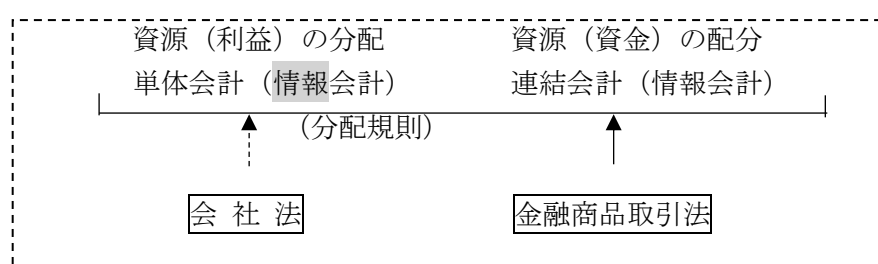 資源（利益）の分配　資源（資金）の配分
単体会計（情報会計）　連結会計（情報会計）
（分配規則）
会 社 法　金融商品取引法